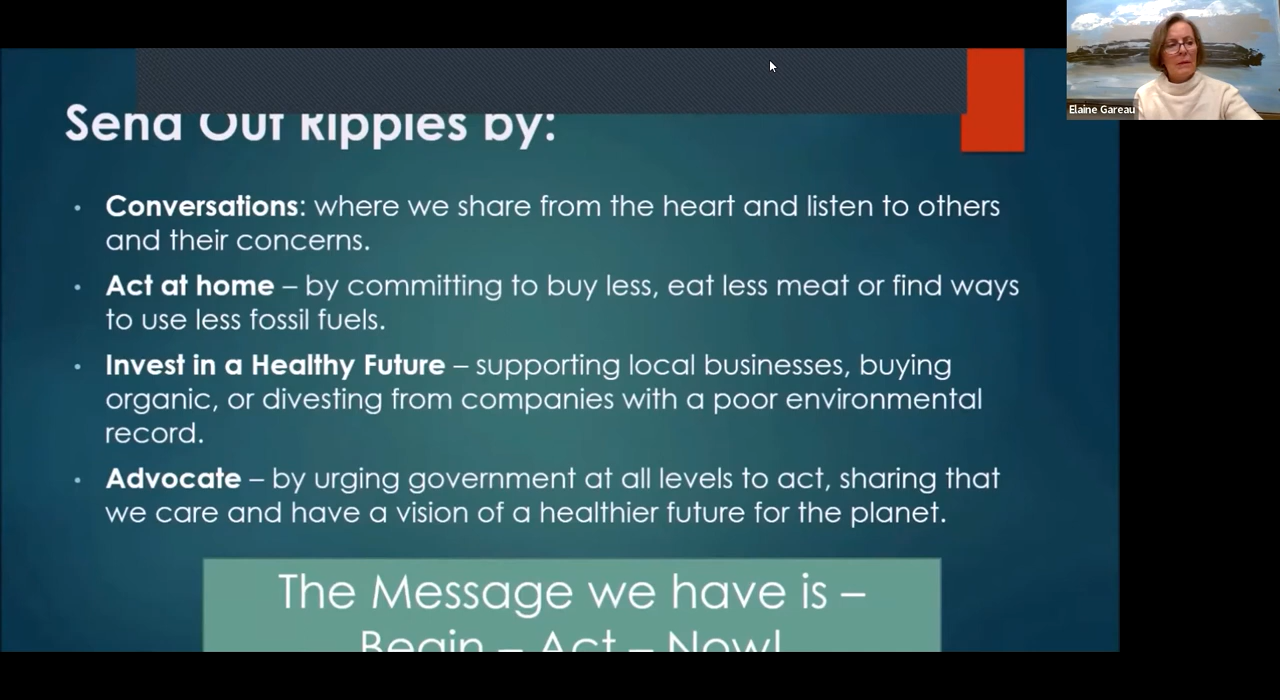 Send Out Ripples by:
Elaine Gareau
• Conversations: where we share from the heart and listen to others
and their concerns.
• Act at home – by committing to buy less, eat less meat or find ways
to use less fossil fuels.
• Invest in a Healthy Future – supporting local businesses, buying
organic, or divesting from companies with a poor environmental
record.
• Advocate – by urging government at all levels to act, sharing that
we care and have a vision of a healthier future for the planet.
The Message we have is –
Begin – Act – Now!